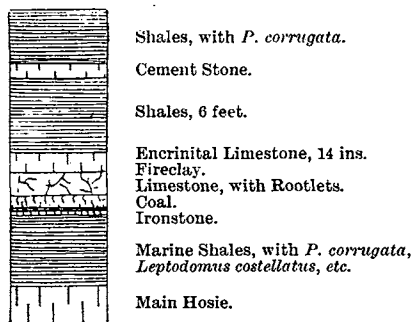 Shales, with P. corrugata.
Cement Stone.
Shales, 6 feet.
Encrinital Limestone, 14 ins.
Fireclay.
Limestone, with Rootlets.
Coal.
Ironstone.
Marine Shales, with P. corrugata,
Leptodomus costellatus, etc.
Main Hosie.